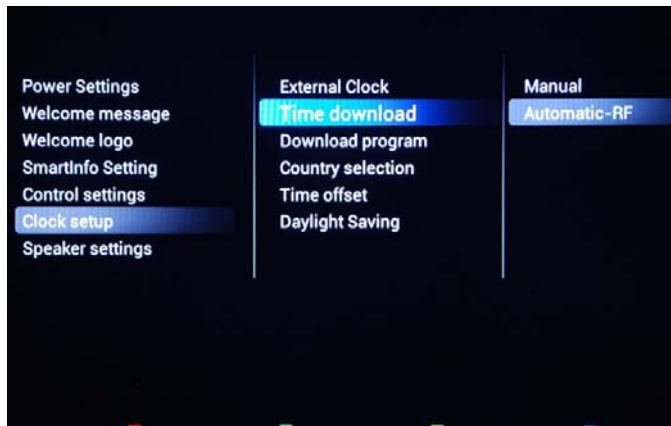 Power Settings
Welcome message
Welcome logo
SmartInfo Setting
Control settings
Clock setup
Speaker settings
External Clock
Time download
Download program
Country selection
Time offset
Daylight Saving
Manual
Automatic-RF